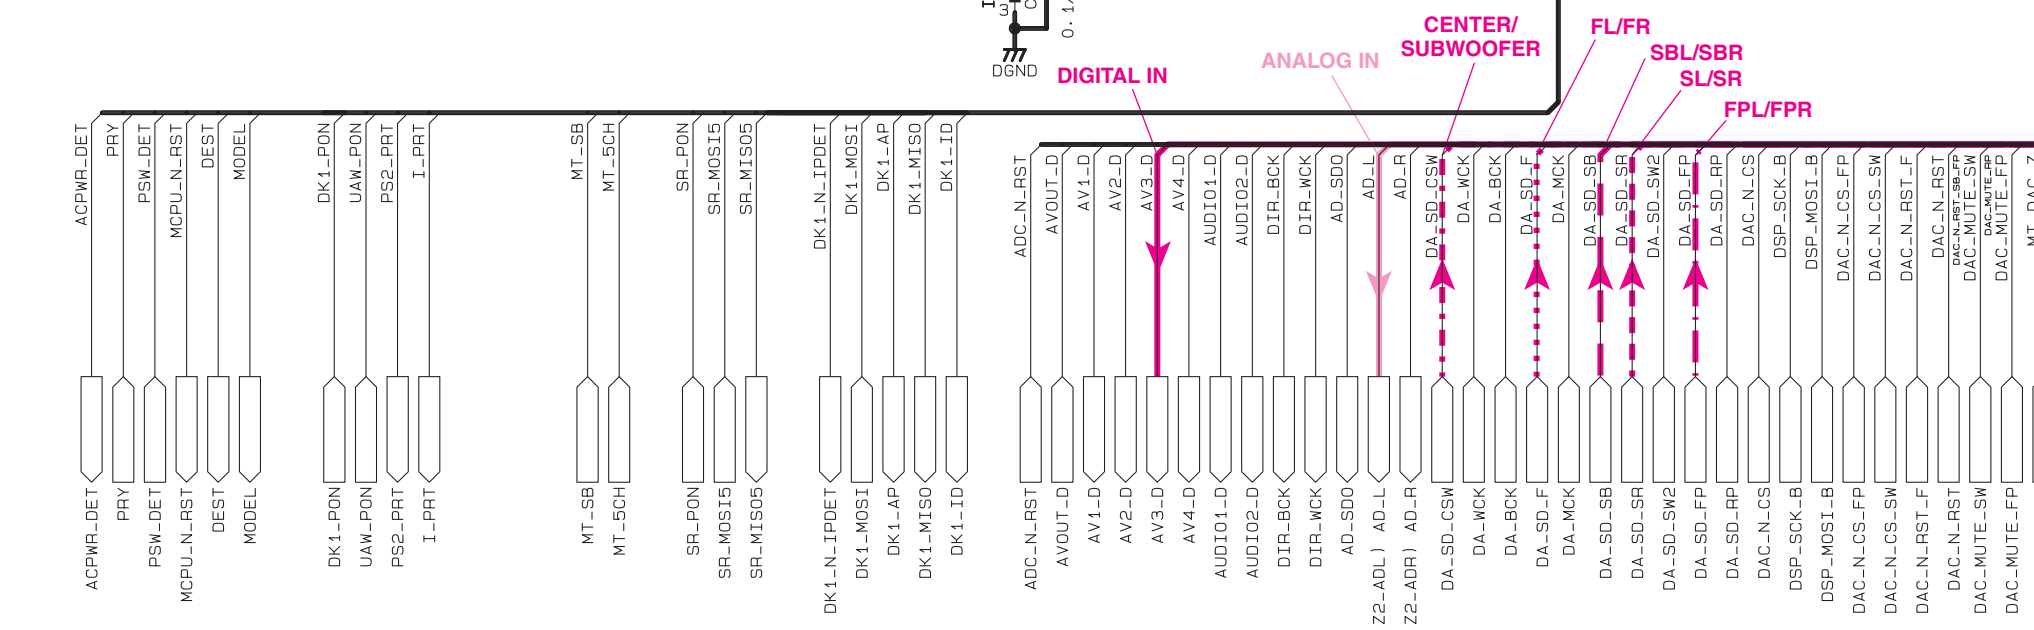 3
0.1
DGND
DIGITAL IN
ANALOG IN
CENTER/
SUBWOOFER
FL/FR
SBL/SBR
SL/SR
FPL/FPR
ACPWR_DET
PRY
PSW_DET
MCPU_N_RST
DEST
MODEL
DK1_PON
UAW_PON
PS2_PRT
I_PRT
MT_SB
MT_5CH
SR_PON
SR_MOSI5
SR_MISO5
DK1_N_IPDET
DK1_MOSI
DK1_AP
DK1_MISO
DK1_ID
ADC_N_RST
AVOUT_D
AV1_D
AV2_D
AV3_D
AV4_D
AUDIO1_D
AUDIO2_D
DIR_BCK
DIR_WCK
AD_SDO
AD_L
AD_R
DA_SD_CSW
DA_WCK
DA_BCK
DA_SD_F
DA_MCK
DA_SD_SB
DA_SD_SR
DA_SD_SW2
DA_SD_FP
DA_SD_RP
DAC_N_CS
DSP_SCK_B
DSP_MOSI_B
DAC_N_CS_FP
DAC_N_CS_SW
DAC_N_RST_F
DAC_N_RST
DAC_N_RST_SB_FP
DAC_MUTE_SW
DAC_MUTE_RP
DAC_MUTE_FP
ACPWR_DET
PRY
PSW_DET
MCPU_N_RST
DEST
MODEL
DK1_PON
UAW_PON
PS2_PRT
I_PRT
MT_SB
MT_5CH
SR_PON
SR_MOSI5
SR_MISO5
DK1_N_IPDET
DK1_MOSI
DK1_AP
DK1_MISO
DK1_ID
ADC_N_RST
AVOUT_D
AV1_D
AV2_D
AV3_D
AV4_D
AUDIO1_D
AUDIO2_D
DIR_BCK
DIR_WCK
AD_SDO
Z2_ADL) AD_L
Z2_ADR) AD_R
DA_SD_CSW
DA_WCK
DA_BCK
DA_SD_F
DA_MCK
DA_SD_SB
DA_SD_SR
DA_SD_SW2
DA_SD_FP
DA_SD_RP
DAC_N_CS
DSP_SCK_B
DSP_MOSI_B
DAC_N_CS_FP
DAC_N_CS_SW
DAC_N_RST_F
DAC_N_RST
DAC_MUTE_SW
DAC_MUTE_FP